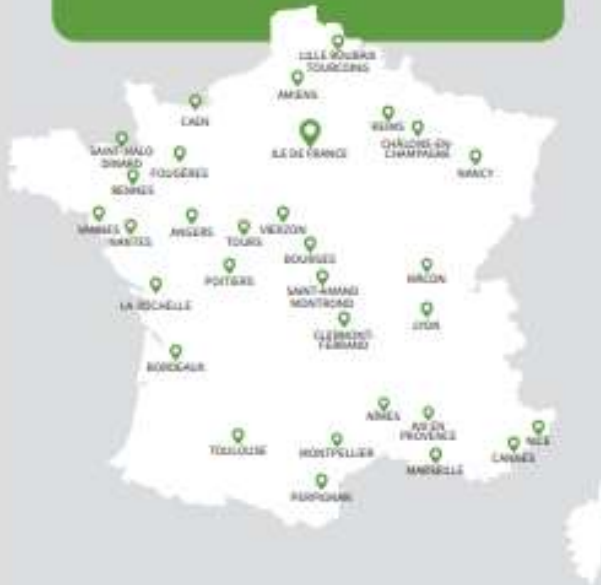 LILLE ROUBAIX
TOURCOING
AMIENS
CAEN
REIMS
CHÂLONS-EN-
CHAMPAGNE
ILE DE FRANCE
SAINT-MALO
DINARD
FOUGÈRES
NANCY
RENNES
VANNES
NANTES
ANGERS
TOURS
VIERZON
BOURGES
POITIERS
SAINT-AMAND
MONTROND
MACON
LA ROCHELLE
LYON
CLERMONT-
FERRAND
BORDEAUX
NIMES
AIX EN
PROVENCE
TOULOUSE
MONTPELLIER
NICE
CANNES
MARSEILLE
PERPIGNAN